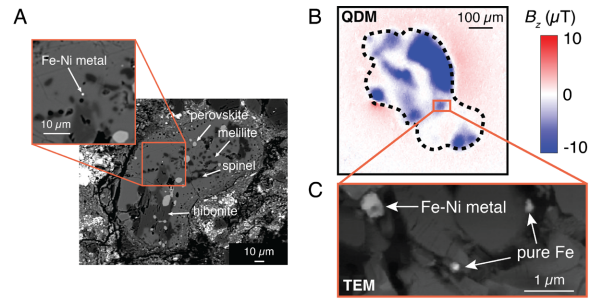 A
Fe-Ni metal
10 µm
perovskite
melilite
spinel
hibonite
10 µm
B
QDM
100 µm
Bz (µT)
10
0
-10
C
Fe-Ni metal
pure Fe
TEM
1 µm